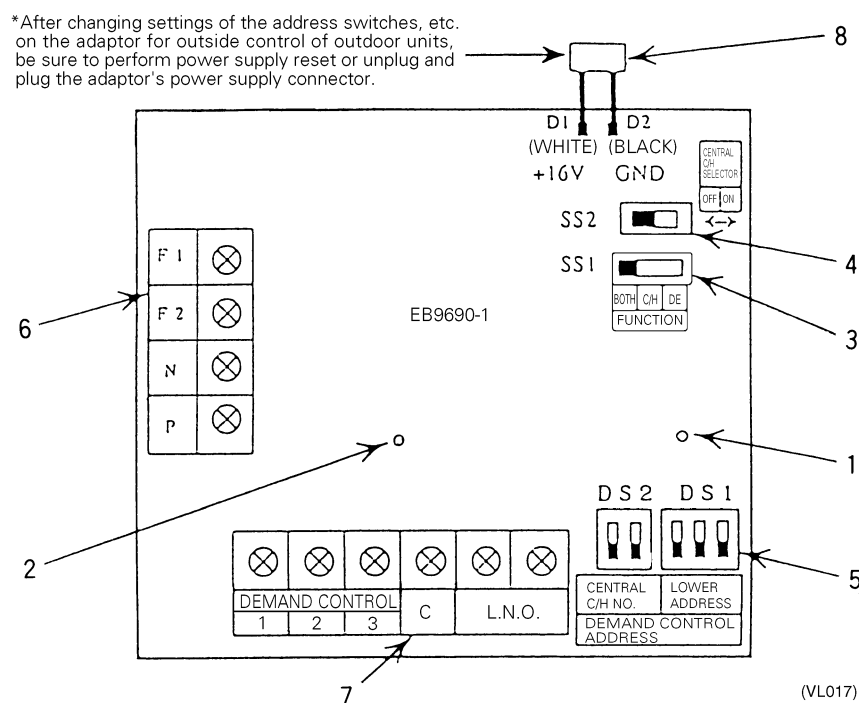 *After changing settings of the address switches, etc.
on the adaptor for outside control of outdoor units,
be sure to perform power supply reset or unplug and
plug the adaptor's power supply connector.
8
D1 D2
(WHITE) (BLACK)
+16V GND
CENTRAL
C/H
SELECTOR
OFF ON
SS2
4
SS1
BOTH C/H DE
FUNCTION
3
F1
F2
N
P
6
EB9690-1
1
2
DS2 DS1
5
CENTRAL
C/H NO.
LOWER
ADDRESS
DEMAND CONTROL
ADDRESS
DEMAND CONTROL
1 2 3
C
L.N.O.
7
(VL017)